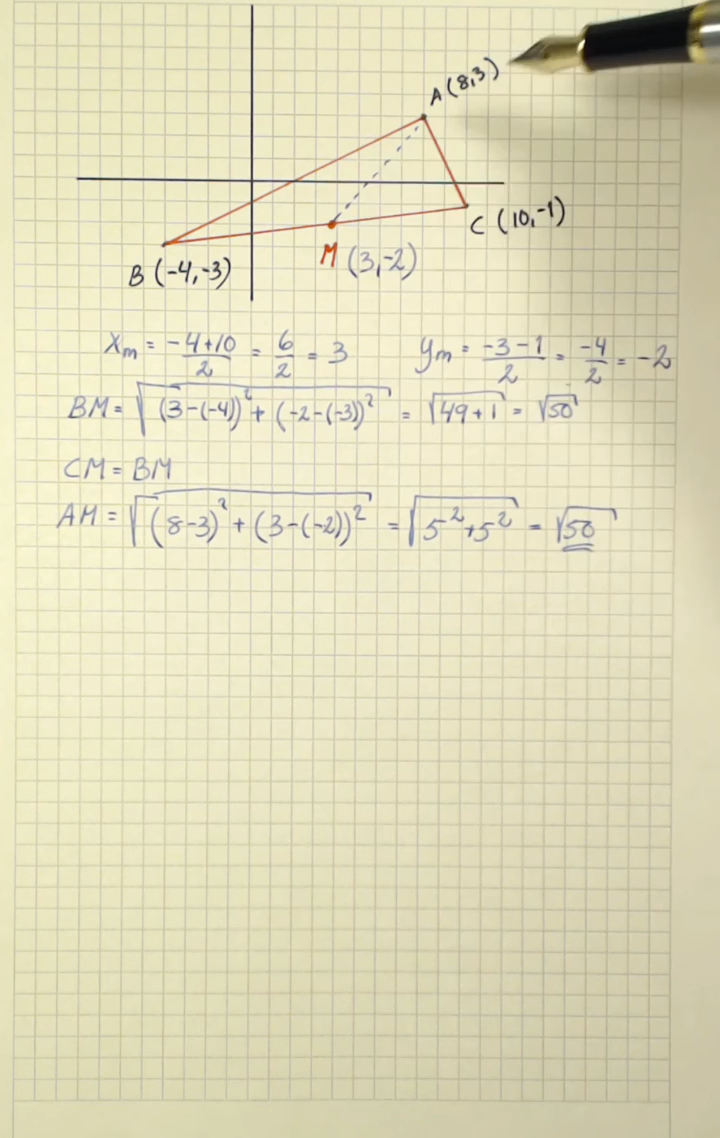 A (8,3)
C (10,-1)
M (3,-2)
B (-4,-3)
Xm = -4+10/2 = 6/2 = 3 ym = -3-1/2 = -4/2 = -2
BM = √(3-(-4))² + (-2-(-3))² = √49+1 = √50
CM = BM
AM = √(8-3)² + (3-(-2))² = √5²+5² = √50